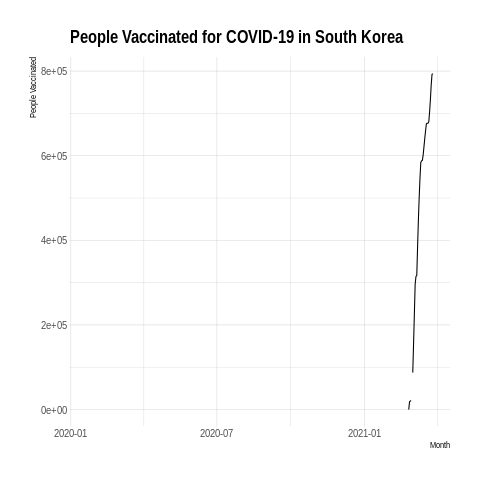 People Vaccinated for COVID-19 in South Korea
People Vaccinated
8e+05
6e+05
4e+05
2e+05
0e+00
2020-01 2020-07 2021-01
Month